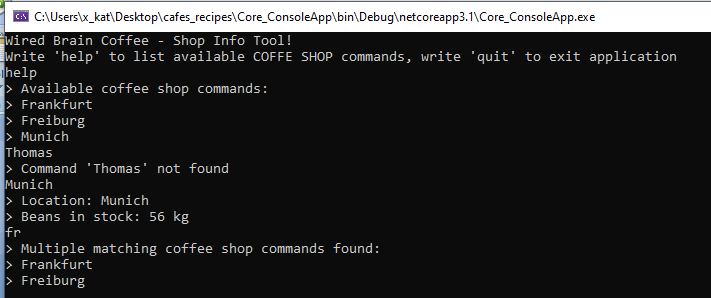 C:\Users\x_kat\Desktop\cafes_recipes\Core_ConsoleApp\bin\Debug\netcoreapp3.1\Core_ConsoleApp.exe
Wired Brain Coffee - Shop Info Tool!
Write 'help' to list available COFFE SHOP commands, write 'quit' to exit application
help
> Available coffee shop commands:
> Frankfurt
> Freiburg
> Munich
Thomas
> Command 'Thomas' not found
Munich
> Location: Munich
> Beans in stock: 56 kg
fr
> Multiple matching coffee shop commands found:
> Frankfurt
> Freiburg